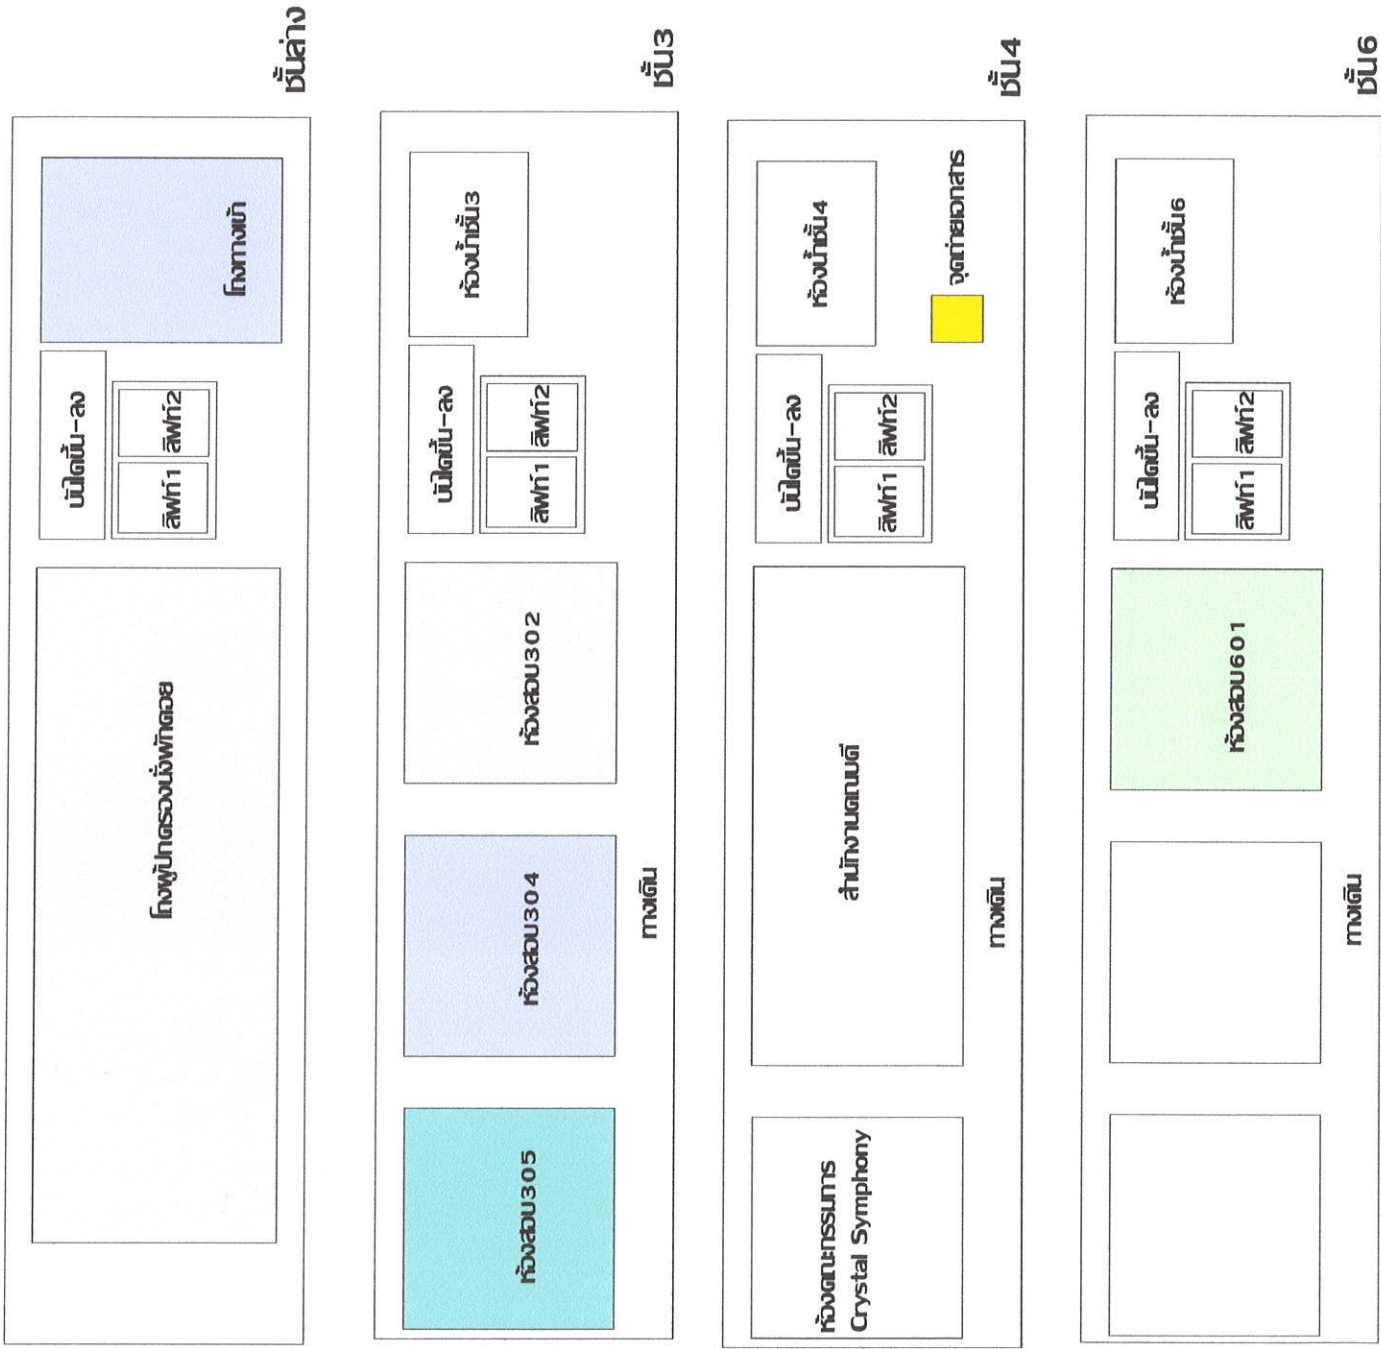 ชั้นล่าง
โถงผู้ปกครองนั่งพักคอย
บันไดขึ้น-ลง
ลิฟท์1
ลิฟท์2
โถงทางเข้า
ชั้น3
ห้องสอบ305
ห้องสอบ304
ห้องสอบ302
บันไดขึ้น-ลง
ลิฟท์1
ลิฟท์2
ห้องน้ำชั้น3
ทางเดิน
ชั้น4
ห้องคณะกรรมการ
Crystal Symphony
สำนักงานคณบดี
บันไดขึ้น-ลง
ลิฟท์1
ลิฟท์2
ห้องน้ำชั้น4
จุดถ่ายเอกสาร
ทางเดิน
ชั้น6
ห้องสอบ601
บันไดขึ้น-ลง
ลิฟท์1
ลิฟท์2
ห้องน้ำชั้น6
ทางเดิน